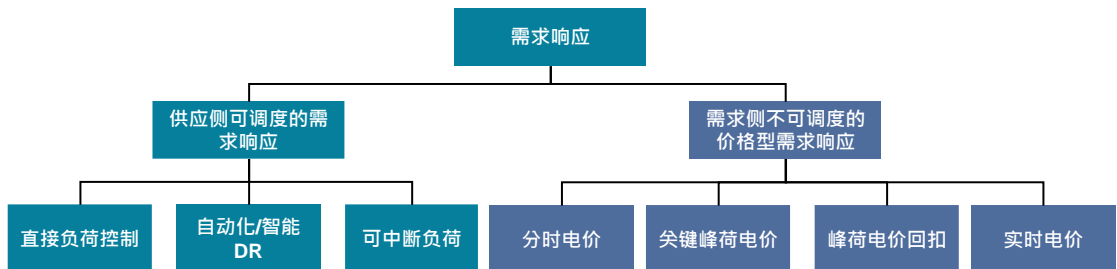 需求响应
供应侧可调度的需
求响应
需求侧不可调度的
价格型需求响应
直接负荷控制
自动化/智能
DR
可中断负荷
分时电价
关键峰荷电价
峰荷电价回扣
实时电价